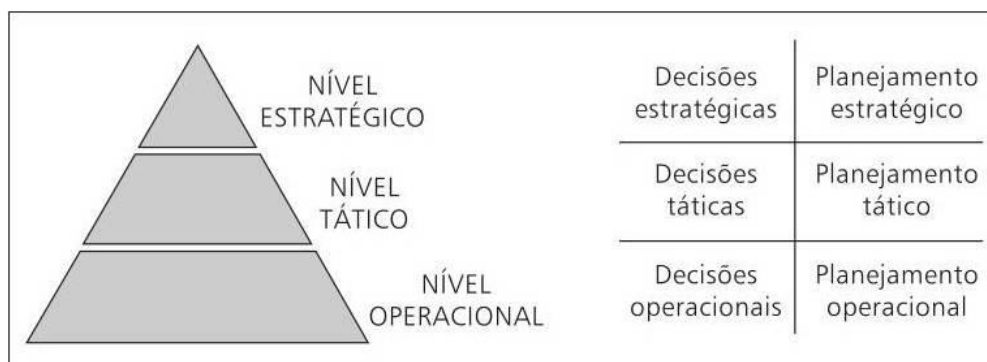 NÍVEL
ESTRATÉGICO
Decisões
estratégicas
Planejamento
estratégico
NÍVEL
TÁTICO
Decisões
táticas
Planejamento
tático
NÍVEL
OPERACIONAL
Decisões
operacionais
Planejamento
operacional